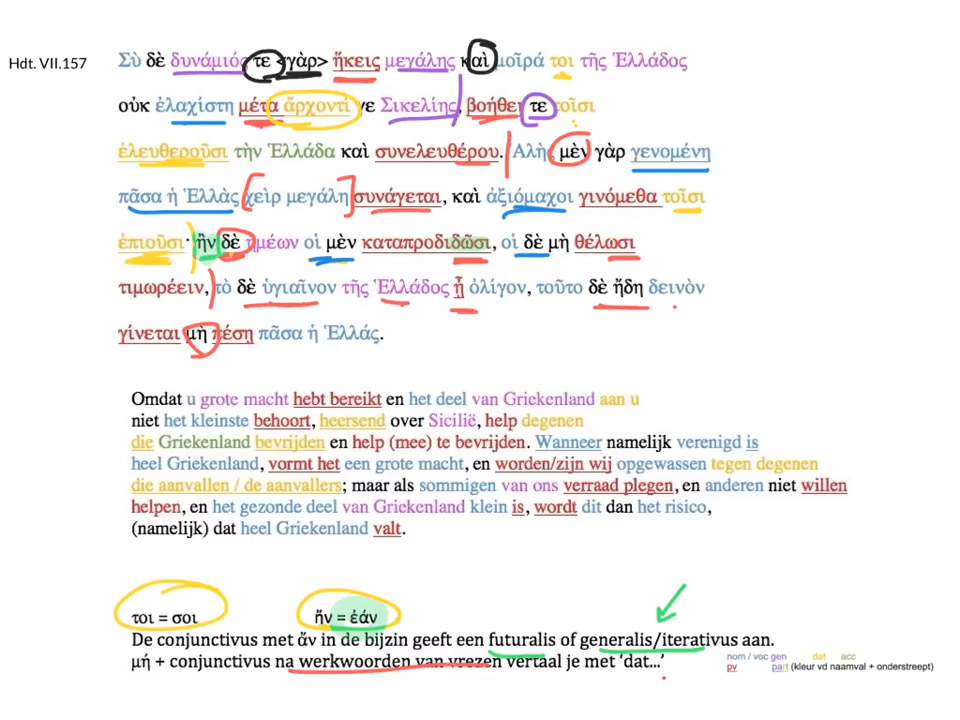 Hdt. VII.157
Σὺ δὲ δυνάμιός τε <γὰρ> ἥκεις μεγάλης καὶ μοῖρά τοι τῆς Ἑλλάδος
οὐκ ἐλαχίστη μέτα ἄρχοντί γε Σικελίης, βοήθει τε τοῖσι
ἐλευθεροῦσι τὴν Ἑλλάδα καὶ συνελευθέρου. Ἁλὴς μὲν γὰρ γενομένη
πᾶσα ἡ Ἑλλὰς χεὶρ μεγάλη συνάγεται, καὶ ἀξιόμαχοι γινόμεθα τοῖσι
ἐπιοῦσι· ἢν δὲ ἡμέων οἱ μὲν καταπροδιδῶσι, οἱ δὲ μὴ θέλωσι
τιμωρέειν, τὸ δὲ ὑγιαῖνον τῆς Ἑλλάδος ᾖ ὀλίγον, τοῦτο δὲ ἤδη δεινὸν
γίνεται μὴ πέσῃ πᾶσα ἡ Ἑλλάς.
Omdat u grote macht hebt bereikt en het deel van Griekenland aan u
niet het kleinste behoort, heersend over Sicilië, help degenen
die Griekenland bevrijden en help (mee) te bevrijden. Wanneer namelijk verenigd is
heel Griekenland, vormt het een grote macht, en worden/zijn wij opgewassen tegen degenen
die aanvallen / de aanvallers; maar als sommigen van ons verraad plegen, en anderen niet willen
helpen, en het gezonde deel van Griekenland klein is, wordt dit dan het risico,
(namelijk) dat heel Griekenland valt.
τοι = σοι ἤν = ἐάν
De conjunctivus met ἄν in de bijzin geeft een futuralis of generalis/iterativus aan.
μή + conjunctivus na werkwoorden van vrezen vertaal je met ‘dat...’
nom / voc gen dat acc
pv part (kleur vd naamval + onderstreept)